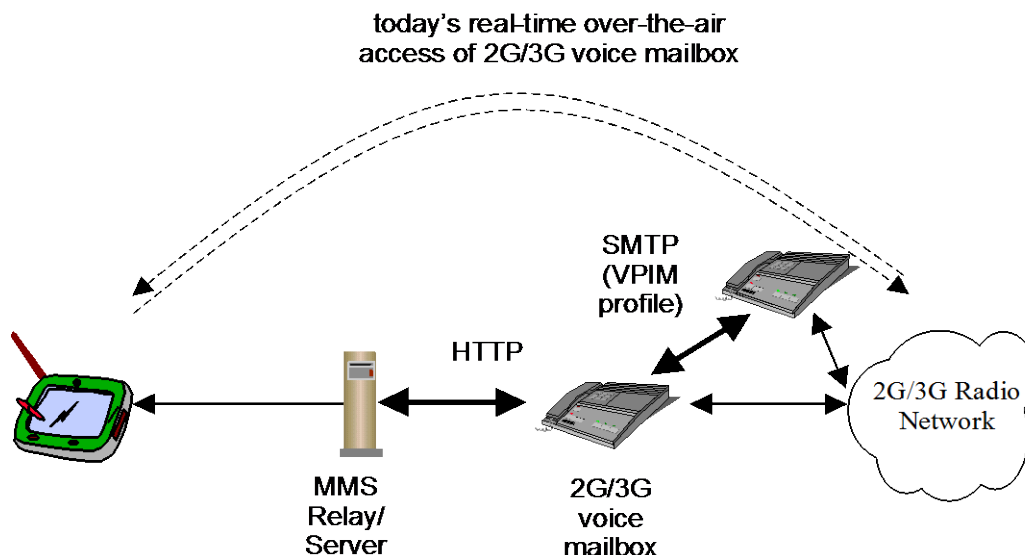 today's real-time over-the-air
access of 2G/3G voice mailbox
SMTP
(VPIM
profile)
HTTP
2G/3G Radio
Network
MMS
Relay/
Server
2G/3G
voice
mailbox